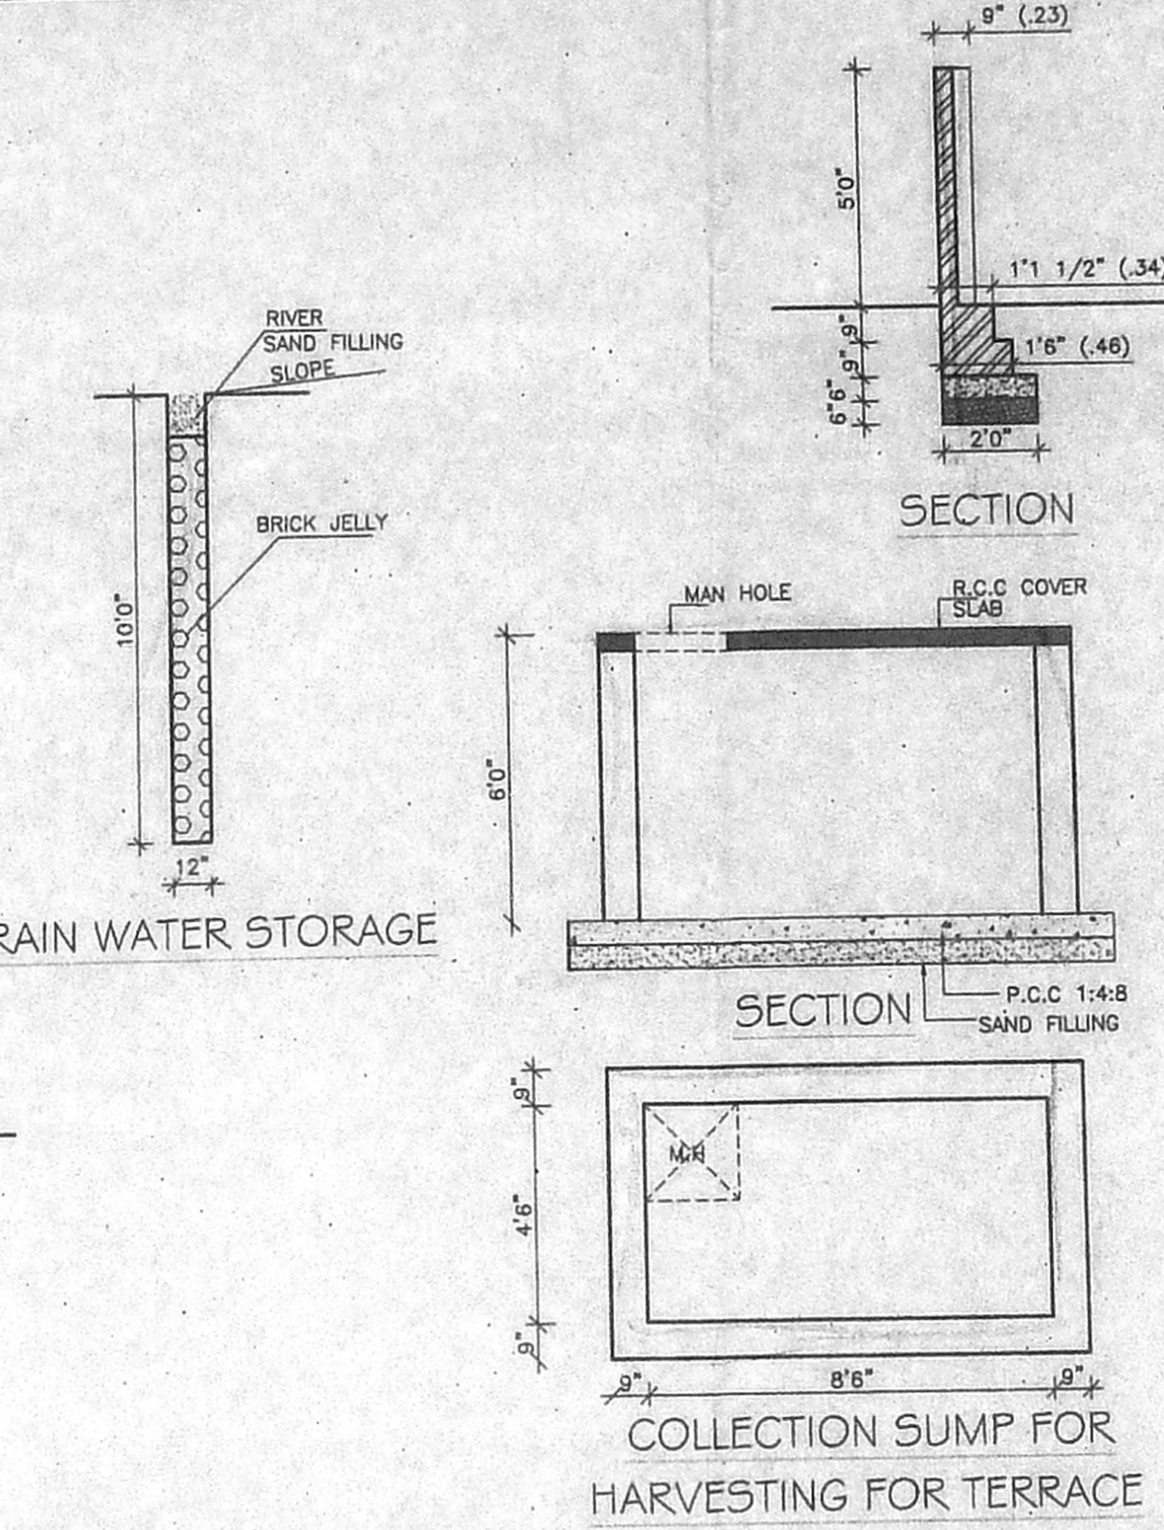 9" (.23)
5'0"
1'1 1/2" (.34)
9"
9"
1'6" (.46)
6"
6"
2'0"
SECTION
RIVER
SAND FILLING
SLOPE
BRICK JELLY
10'0"
12"
RAIN WATER STORAGE
MAN HOLE
R.C.C COVER
SLAB
6'0"
P.C.C 1:4:8
SAND FILLING
SECTION
9"
M.H
4'6"
9"
9"
8'6"
9"
COLLECTION SUMP FOR
HARVESTING FOR TERRACE